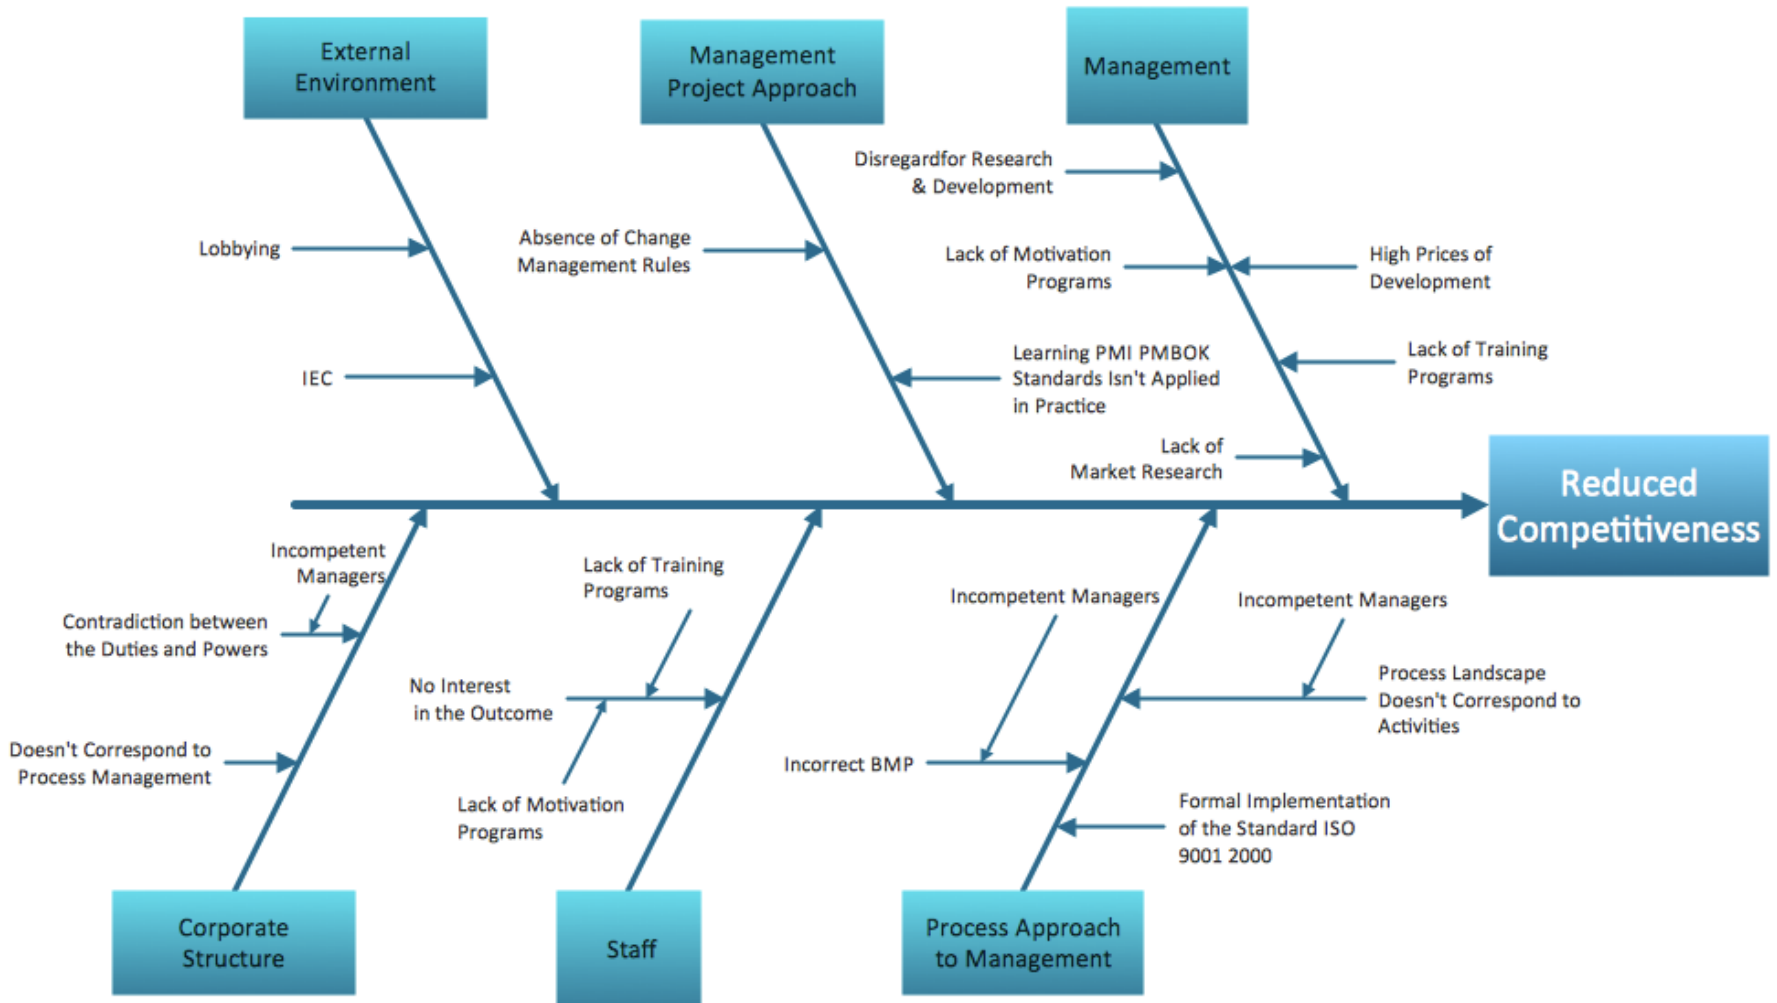 External
Environment
Management
Project Approach
Management
Disregardfor Research
& Development
Lobbying
Absence of Change
Management Rules
Lack of Motivation
Programs
High Prices of
Development
IEC
Learning PMI PMBOK
Standards Isn't Applied
in Practice
Lack of Training
Programs
Lack of
Market Research
Reduced
Competitiveness
Incompetent
Managers
Contradiction between
the Duties and Powers
Doesn't Correspond to
Process Management
Lack of Training
Programs
No Interest
in the Outcome
Lack of Motivation
Programs
Incompetent Managers
Incompetent Managers
Process Landscape
Doesn't Correspond to
Activities
Incorrect BMP
Formal Implementation
of the Standard ISO
9001 2000
Corporate
Structure
Staff
Process Approach
to Management